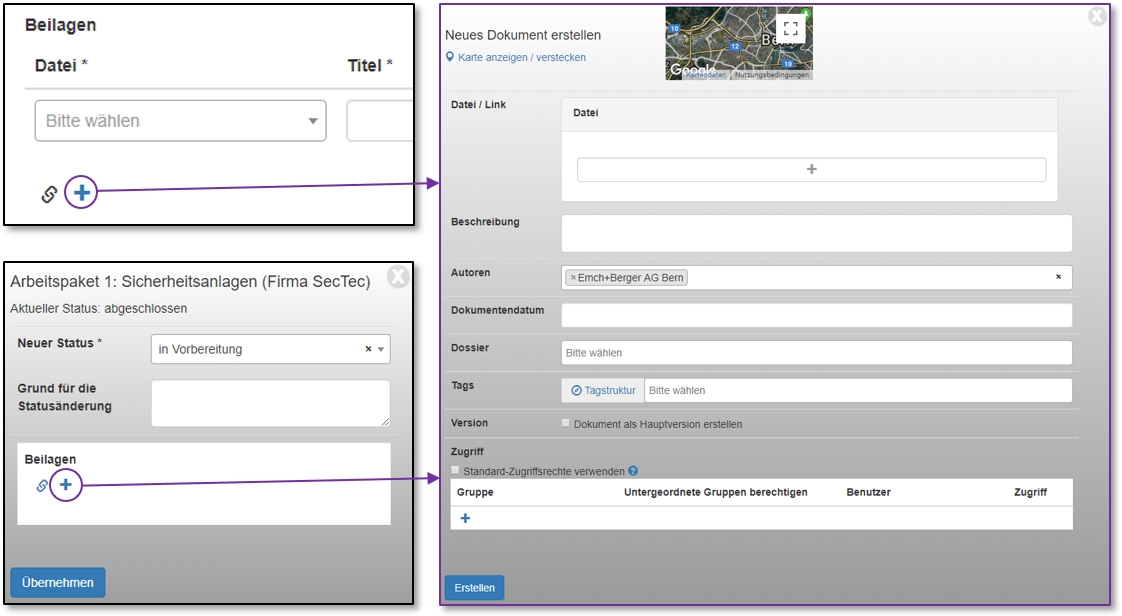 Beilagen
Datei *
Titel *
Bitte wählen
Arbeitspaket 1: Sicherheitsanlagen (Firma SecTec)
Aktueller Status: abgeschlossen
Neuer Status *
in Vorbereitung
Grund für die
Statusänderung
Beilagen
Übernehmen
Neues Dokument erstellen
Karte anzeigen / verstecken
10
12
10
Google
Kartendaten
Nutzungsbedingungen
Datei / Link
Datei
Beschreibung
Autoren
Emch+Berger AG Bern
Dokumentendatum
Dossier
Bitte wählen
Tags
Tagstruktur
Bitte wählen
Version
Dokument als Hauptversion erstellen
Zugriff
Standard-Zugriffsrechte verwenden
Gruppe
Untergeordnete Gruppen berechtigen
Benutzer
Zugriff
Erstellen